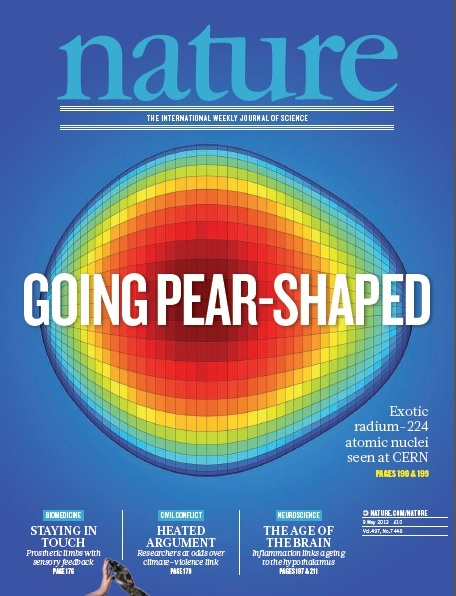 nature
THE INTERNATIONAL WEEKLY JOURNAL OF SCIENCE
GOING PEAR-SHAPED
Exotic
radium-224
atomic nuclei
seen at CERN
PAGES 190 & 199
BIOMEDICINE
STAYING IN
TOUCH
Prosthetic limbs with
sensory feedback
PAGE 176
CIVIL CONFLICT
HEATED
ARGUMENT
Researchers at odds over
climate–violence link
PAGE 179
NEUROSCIENCE
THE AGE OF
THE BRAIN
Inflammation links ageing
to the hypothalamus
PAGES 197 & 211
NATURE.COM/NATURE
9 May 2013 £10
Vol. 497, No. 7448